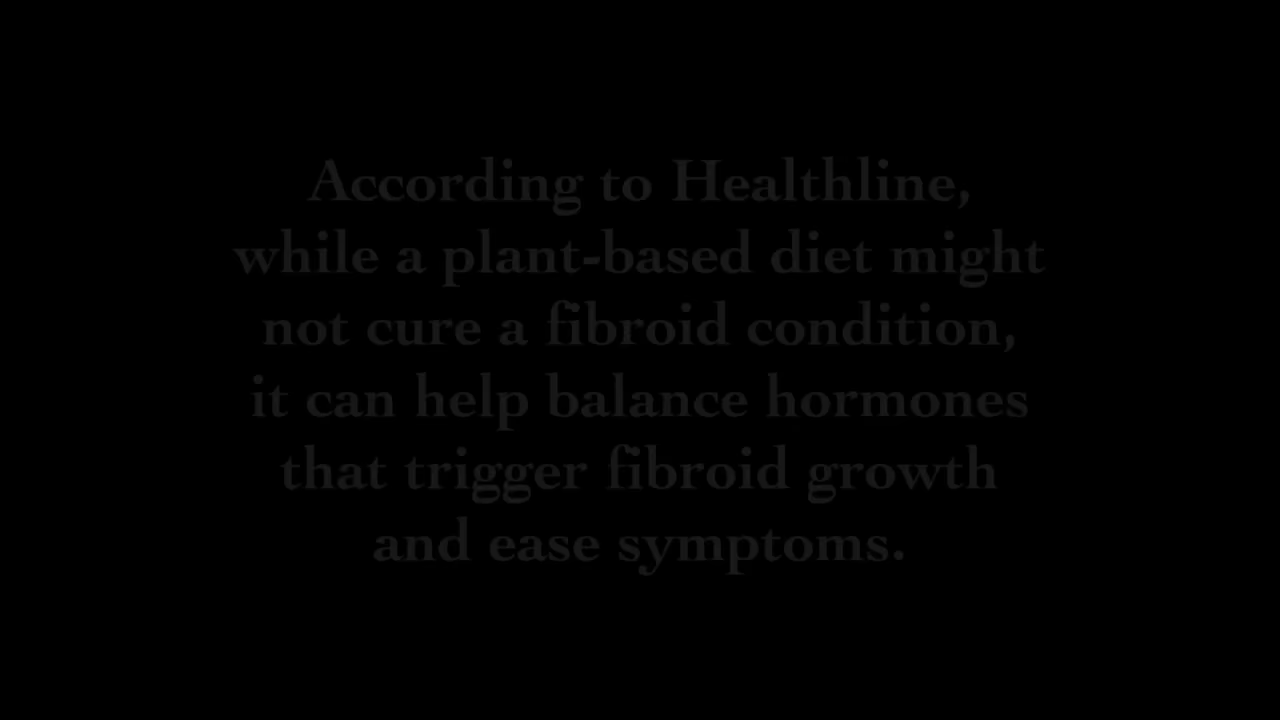 According to Healthline,
while a plant-based diet might
not cure a fibroid condition,
it can help balance hormones
that trigger fibroid growth
and ease symptoms.